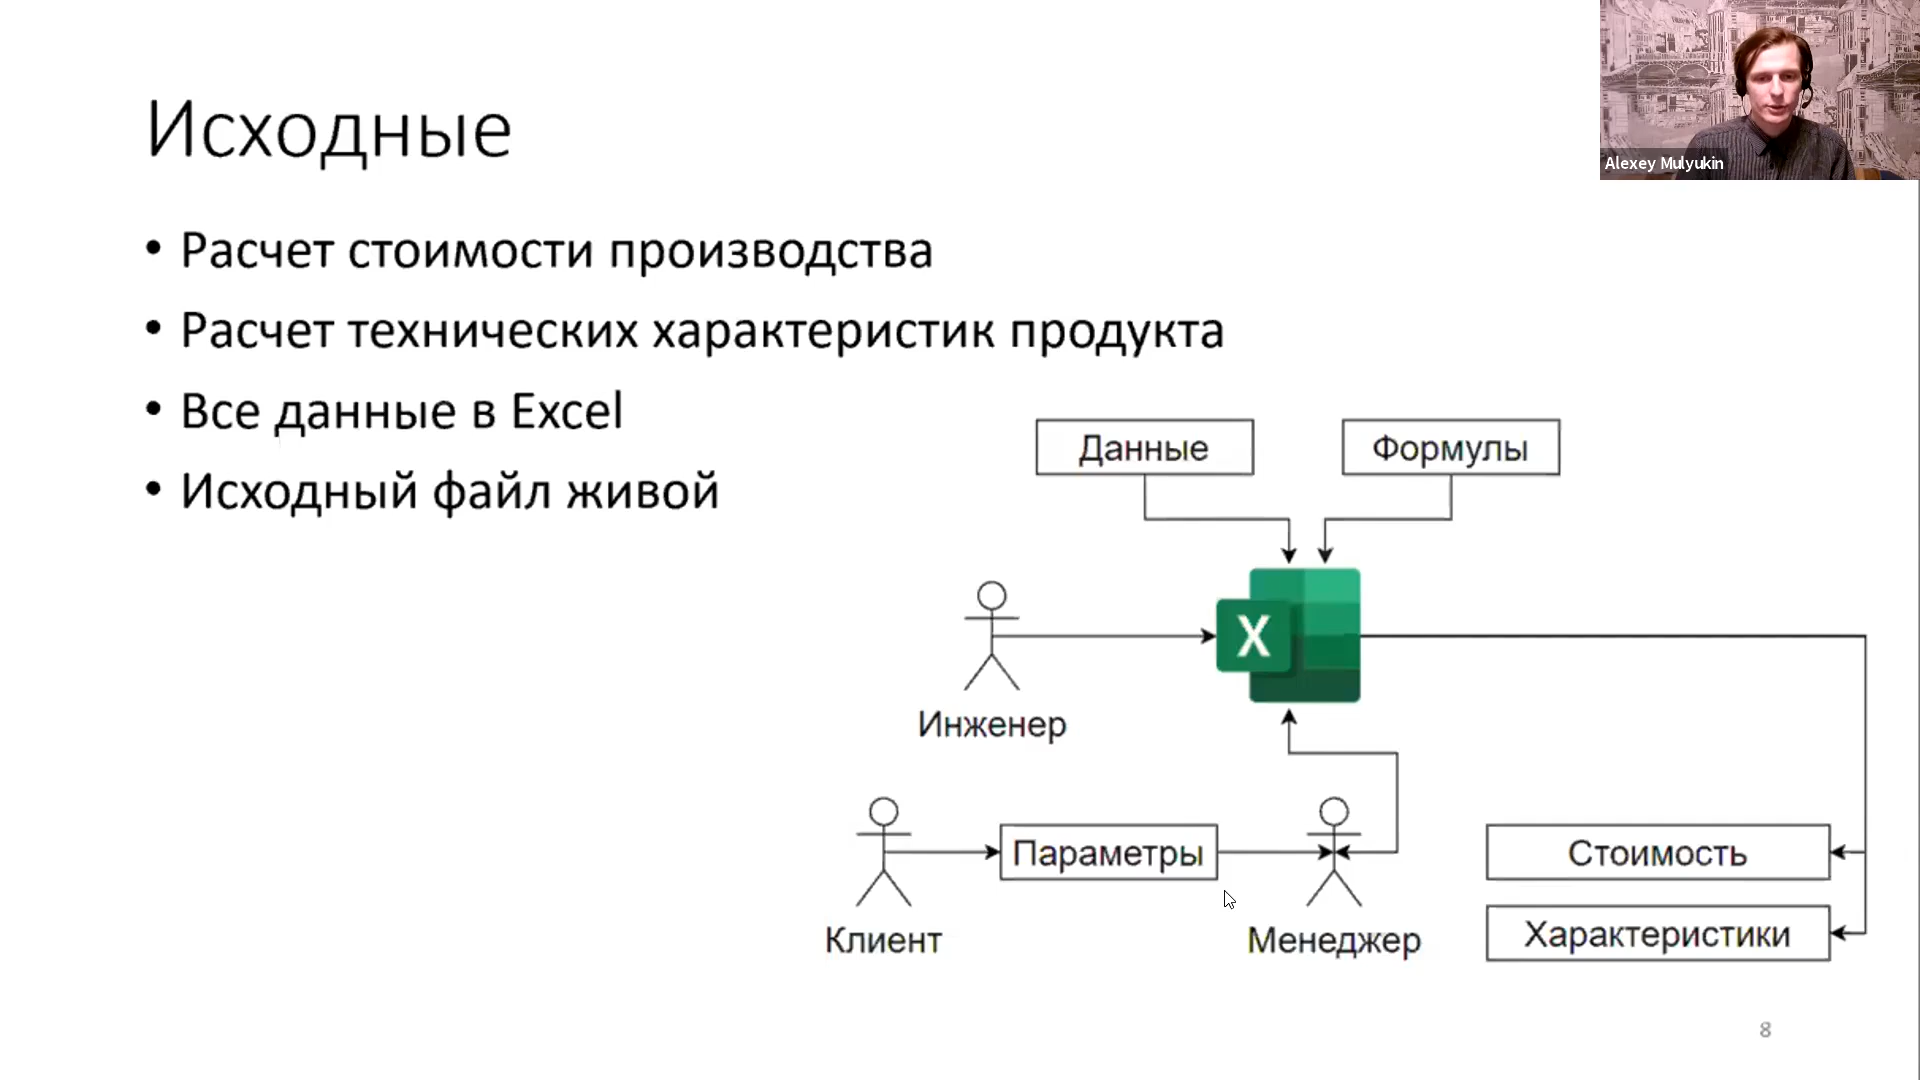 Alexey Mulyukin
Исходные
• Расчет стоимости производства
• Расчет технических характеристик продукта
• Все данные в Excel
• Исходный файл живой
Данные
Формулы
X
Инженер
Параметры
Клиент
Менеджер
Стоимость
Характеристики
8